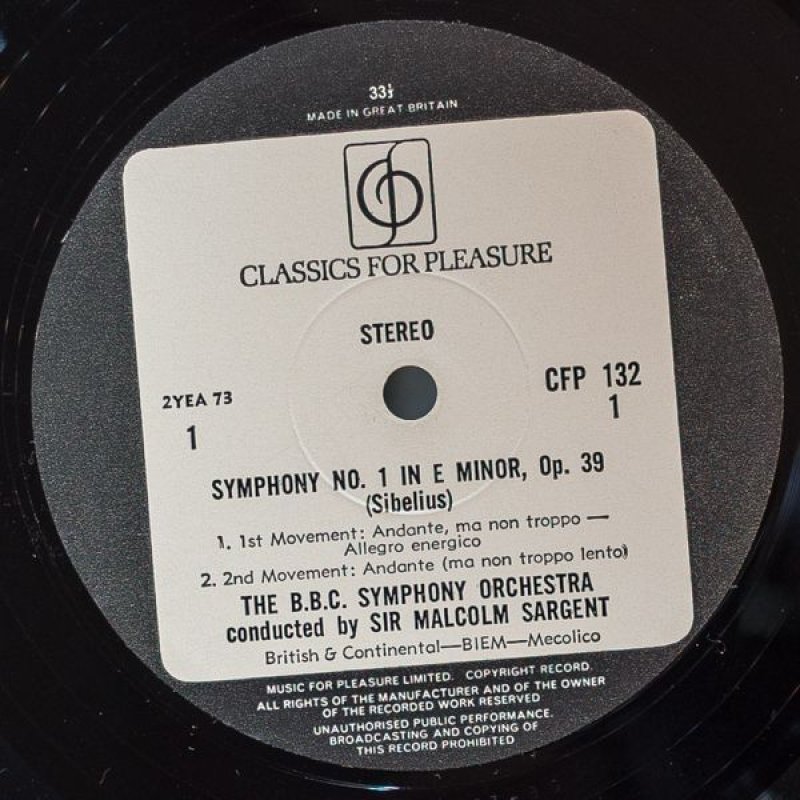 33⅓
MADE IN GREAT BRITAIN
CLASSICS FOR PLEASURE
STEREO
2YEA 73
CFP 132
1
1
SYMPHONY NO. 1 IN E MINOR, Op. 39
(Sibelius)
1. 1st Movement: Andante, ma non troppo —
Allegro energico
2. 2nd Movement: Andante (ma non troppo lento)
THE B.B.C. SYMPHONY ORCHESTRA
conducted by SIR MALCOLM SARGENT
British & Continental—BIEM—Mecolico
MUSIC FOR PLEASURE LIMITED. COPYRIGHT RECORD.
ALL RIGHTS OF THE MANUFACTURER AND OF THE OWNER
OF THE RECORDED WORK RESERVED
UNAUTHORISED PUBLIC PERFORMANCE.
BROADCASTING AND COPYING OF
THIS RECORD PROHIBITED